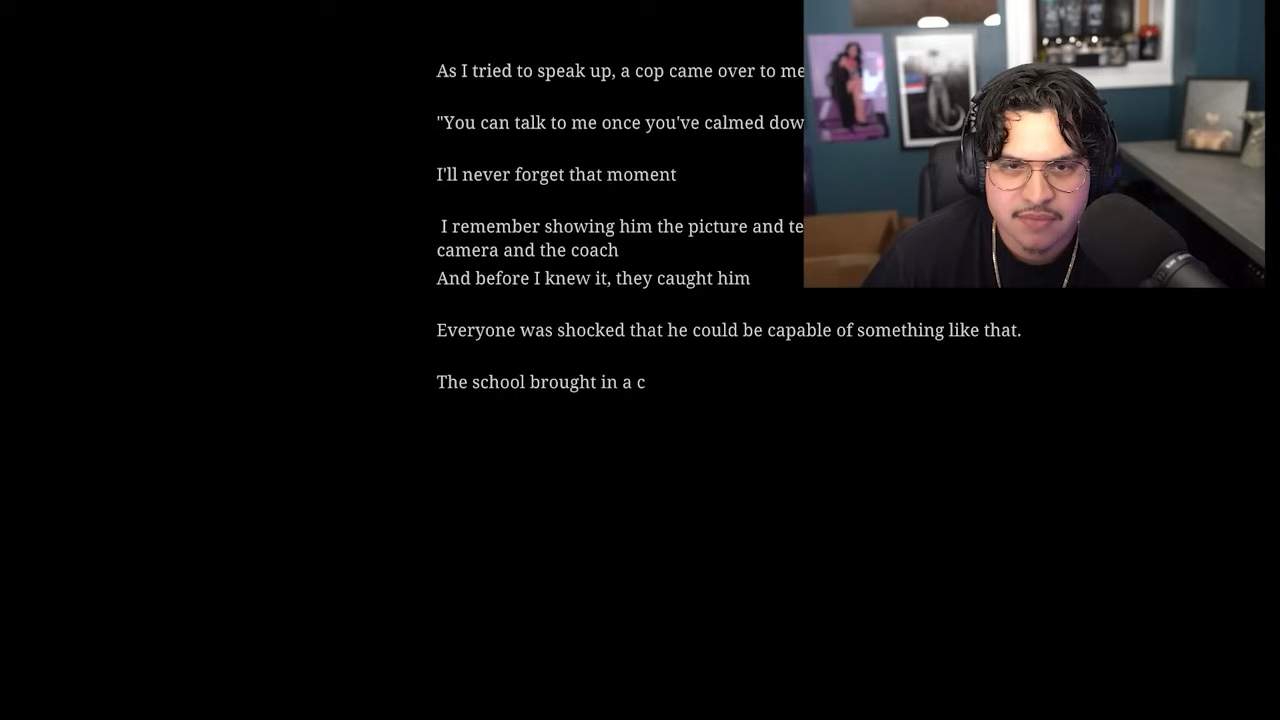 As I tried to speak up, a cop came over to me
"You can talk to me once you've calmed dow
I'll never forget that moment
I remember showing him the picture and te
camera and the coach
And before I knew it, they caught him
Everyone was shocked that he could be capable of something like that.
The school brought in a c